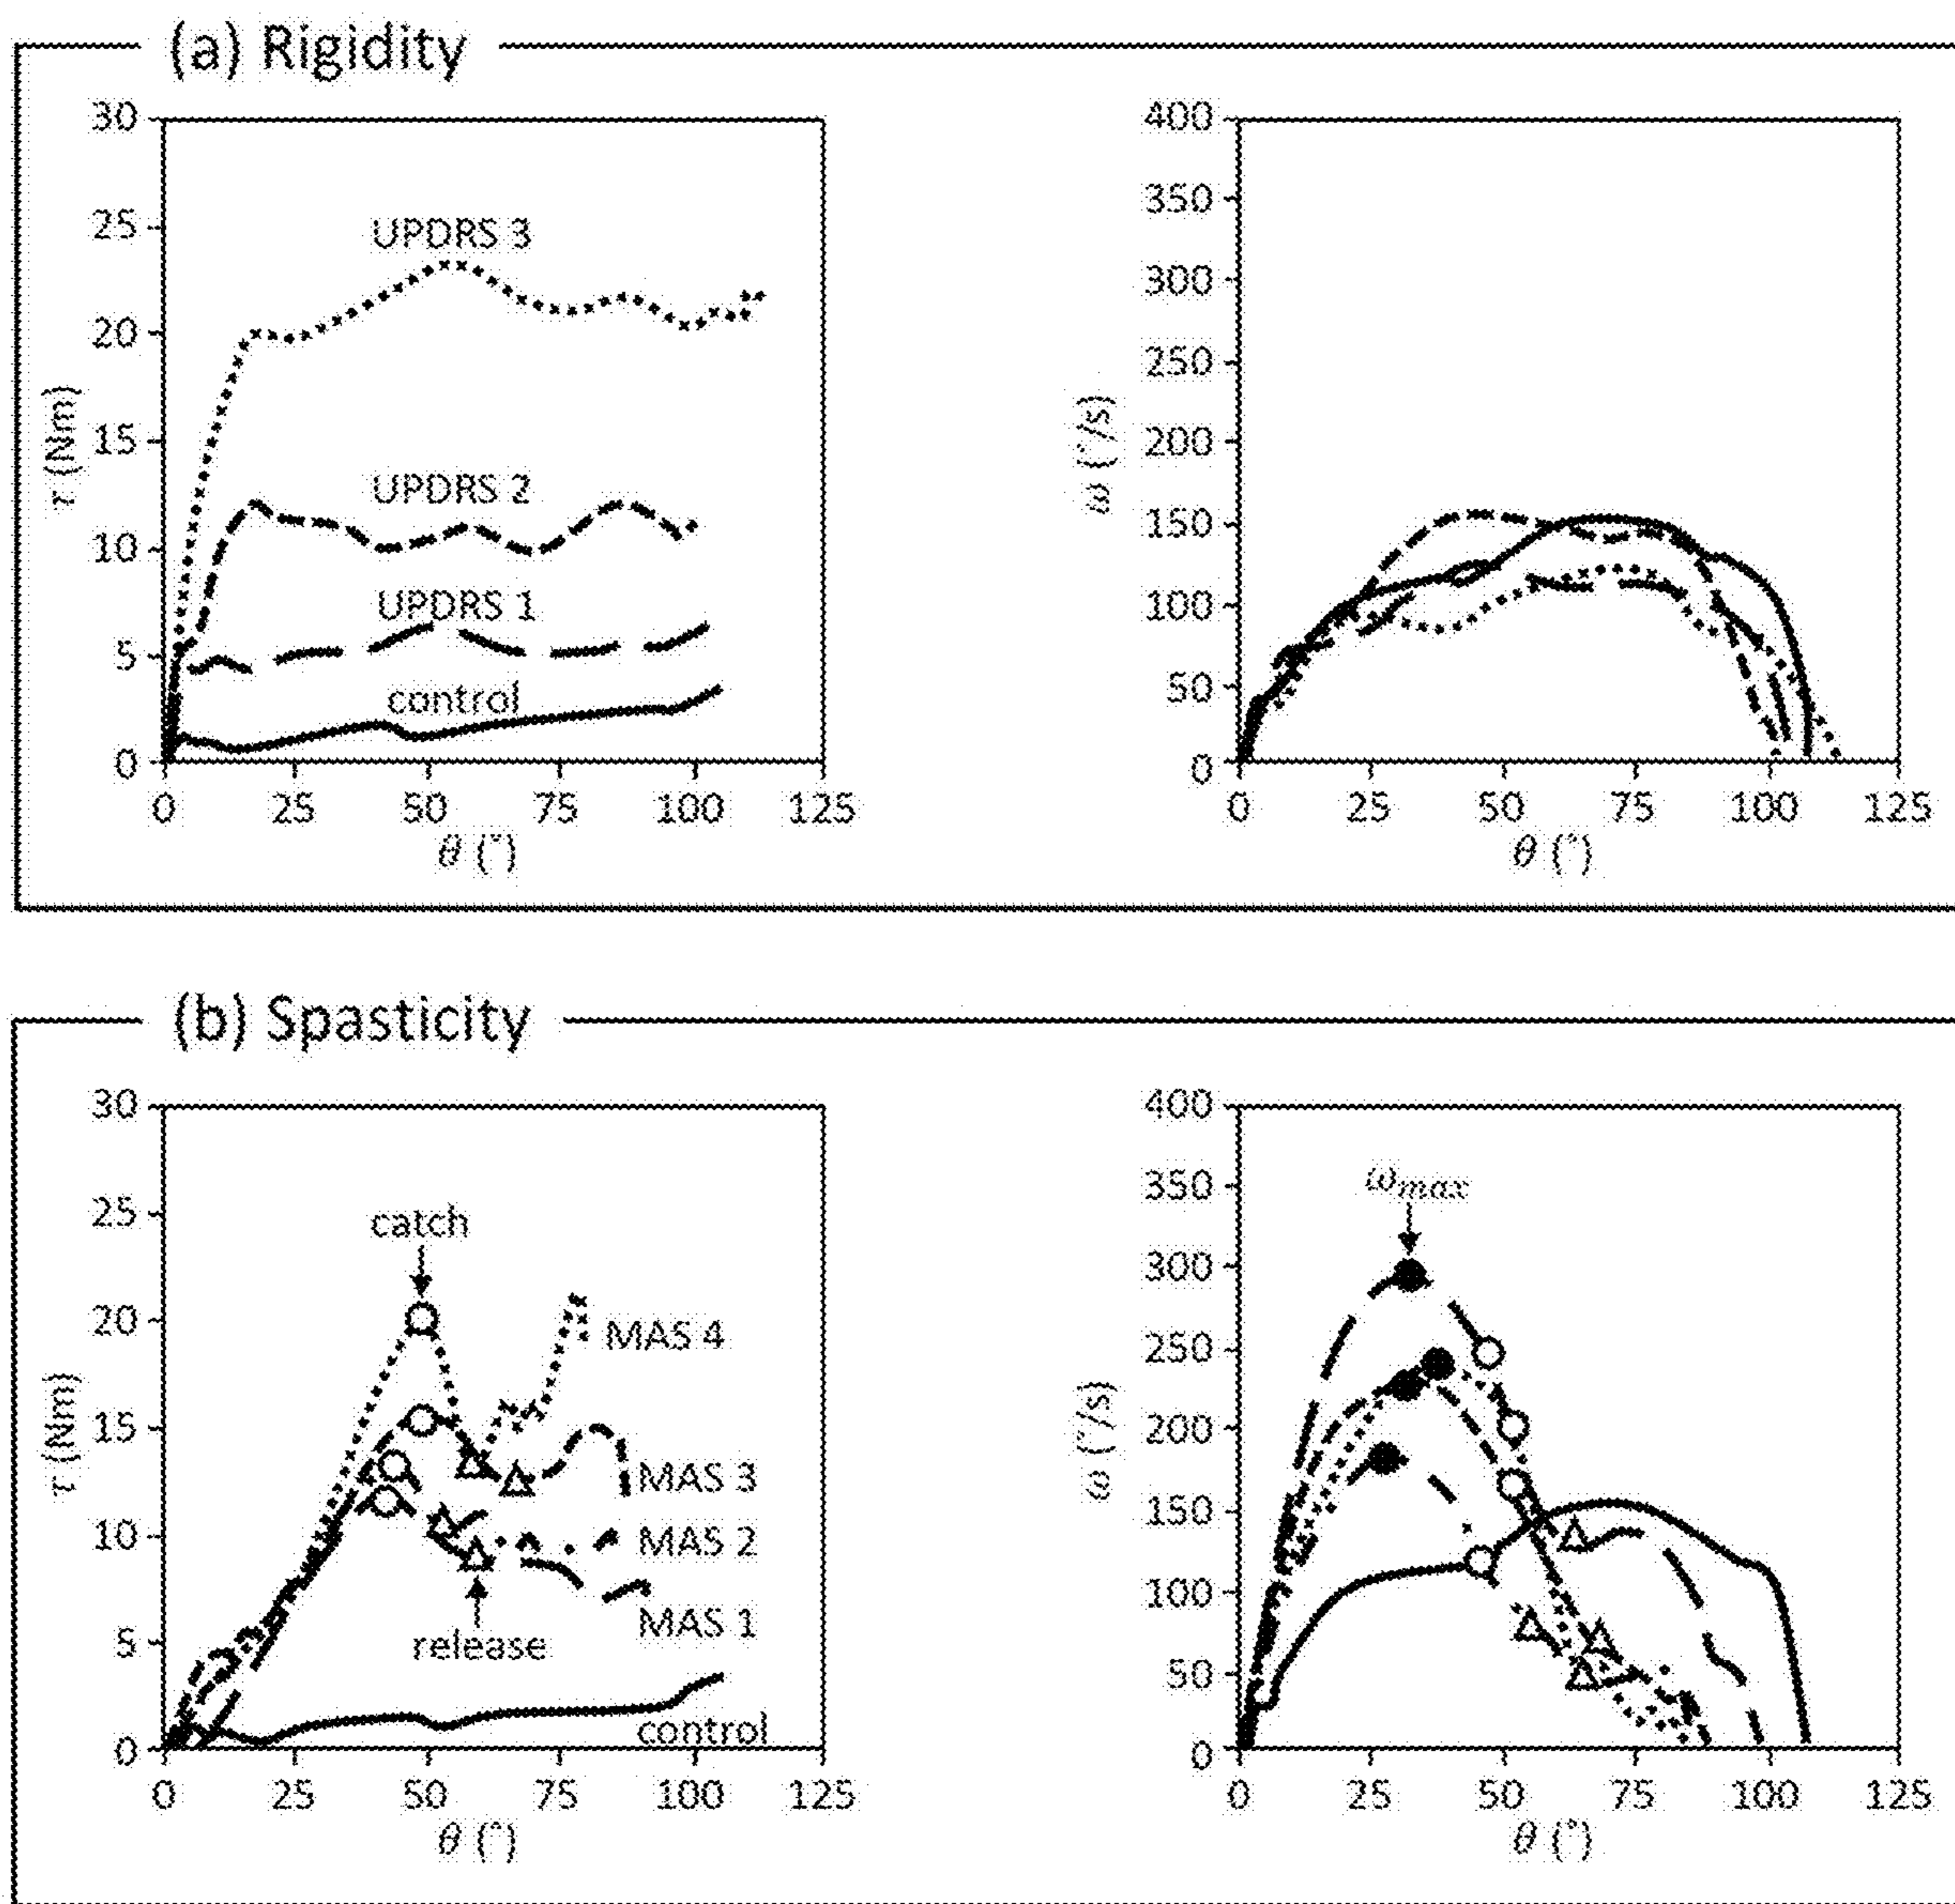 (a) Rigidity
30
25
20
15
10
5
0
τ (Nm)
UPDRS 3
UPDRS 2
UPDRS 1
control
0 25 50 75 100 125
θ (°)
400
350
300
250
200
150
100
50
0
ω (°/s)
0 25 50 75 100 125
θ (°)
(b) Spasticity
30
25
20
15
10
5
0
τ (Nm)
catch
MAS 4
MAS 3
MAS 2
MAS 1
release
control
0 25 50 75 100 125
θ (°)
400
350
300
250
200
150
100
50
0
ω (°/s)
ωmax
0 25 50 75 100 125
θ (°)